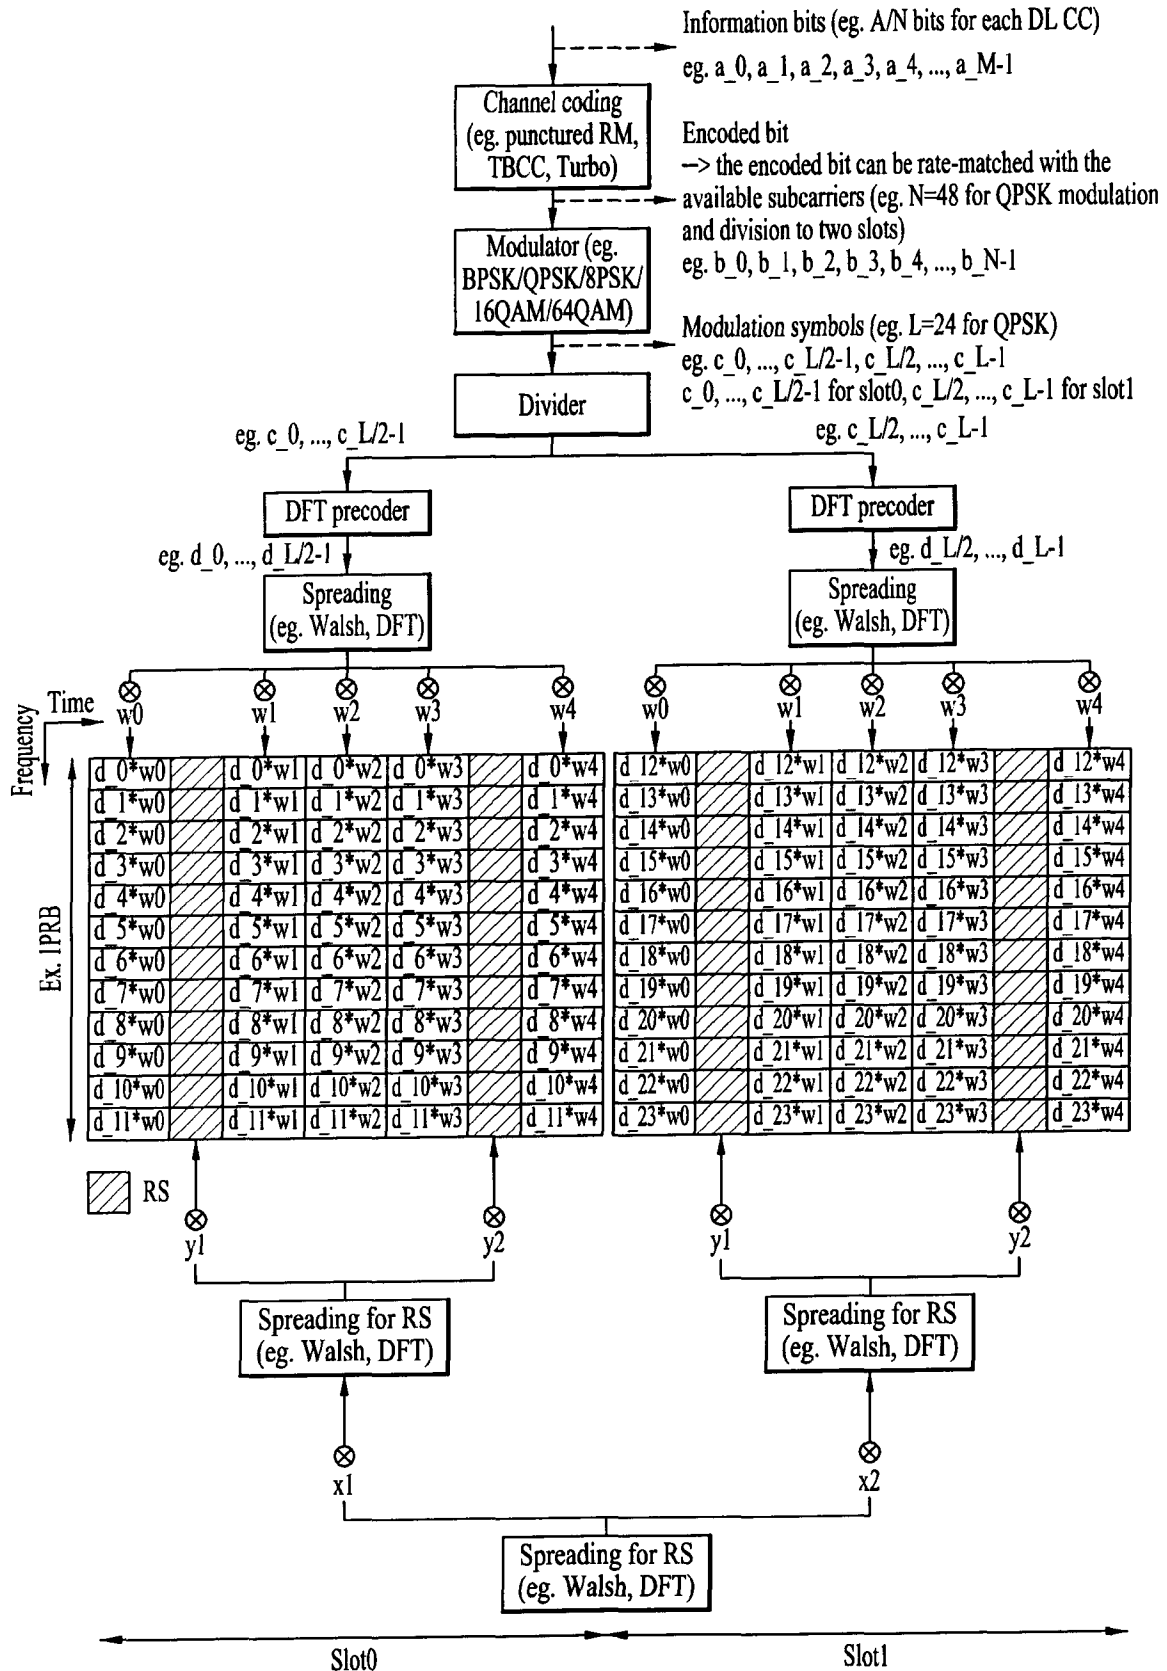 Information bits (eg. A/N bits for each DL CC)
eg. a_0, a_1, a_2, a_3, a_4, ..., a_M-1
Channel coding
(eg. punctured RM,
TBCC, Turbo)
Encoded bit
--> the encoded bit can be rate-matched with the
available subcarriers (eg. N=48 for QPSK modulation
and division to two slots)
eg. b_0, b_1, b_2, b_3, b_4, ..., b_N-1
Modulator (eg.
BPSK/QPSK/8PSK/
16QAM/64QAM)
Modulation symbols (eg. L=24 for QPSK)
eg. c_0, ..., c_L/2-1, c_L/2, ..., c_L-1
c_0, ..., c_L/2-1 for slot0, c_L/2, ..., c_L-1 for slot1
Divider
eg. c_0, ..., c_L/2-1
eg. c_L/2, ..., c_L-1
DFT precoder
DFT precoder
eg. d_0, ..., d_L/2-1
eg. d_L/2, ..., d_L-1
Spreading
(eg. Walsh, DFT)
Spreading
(eg. Walsh, DFT)
Frequency
Time
w0 w1 w2 w3 w4 w0 w1 w2 w3 w4
Ex. 1PRB
d_0*w0 d_0*w1 d_0*w2 d_0*w3 d_0*w4 d_12*w0 d_12*w1 d_12*w2 d_12*w3 d_12*w4
d_1*w0 d_1*w1 d_1*w2 d_1*w3 d_1*w4 d_13*w0 d_13*w1 d_13*w2 d_13*w3 d_13*w4
d_2*w0 d_2*w1 d_2*w2 d_2*w3 d_2*w4 d_14*w0 d_14*w1 d_14*w2 d_14*w3 d_14*w4
d_3*w0 d_3*w1 d_3*w2 d_3*w3 d_3*w4 d_15*w0 d_15*w1 d_15*w2 d_15*w3 d_15*w4
d_4*w0 d_4*w1 d_4*w2 d_4*w3 d_4*w4 d_16*w0 d_16*w1 d_16*w2 d_16*w3 d_16*w4
d_5*w0 d_5*w1 d_5*w2 d_5*w3 d_5*w4 d_17*w0 d_17*w1 d_17*w2 d_17*w3 d_17*w4
d_6*w0 d_6*w1 d_6*w2 d_6*w3 d_6*w4 d_18*w0 d_18*w1 d_18*w2 d_18*w3 d_18*w4
d_7*w0 d_7*w1 d_7*w2 d_7*w3 d_7*w4 d_19*w0 d_19*w1 d_19*w2 d_19*w3 d_19*w4
d_8*w0 d_8*w1 d_8*w2 d_8*w3 d_8*w4 d_20*w0 d_20*w1 d_20*w2 d_20*w3 d_20*w4
d_9*w0 d_9*w1 d_9*w2 d_9*w3 d_9*w4 d_21*w0 d_21*w1 d_21*w2 d_21*w3 d_21*w4
d_10*w0 d_10*w1 d_10*w2 d_10*w3 d_10*w4 d_22*w0 d_22*w1 d_22*w2 d_22*w3 d_22*w4
d_11*w0 d_11*w1 d_11*w2 d_11*w3 d_11*w4 d_23*w0 d_23*w1 d_23*w2 d_23*w3 d_23*w4
RS
y1 y2 y1 y2
Spreading for RS
(eg. Walsh, DFT)
Spreading for RS
(eg. Walsh, DFT)
x1 x2
Spreading for RS
(eg. Walsh, DFT)
Slot0 Slot1